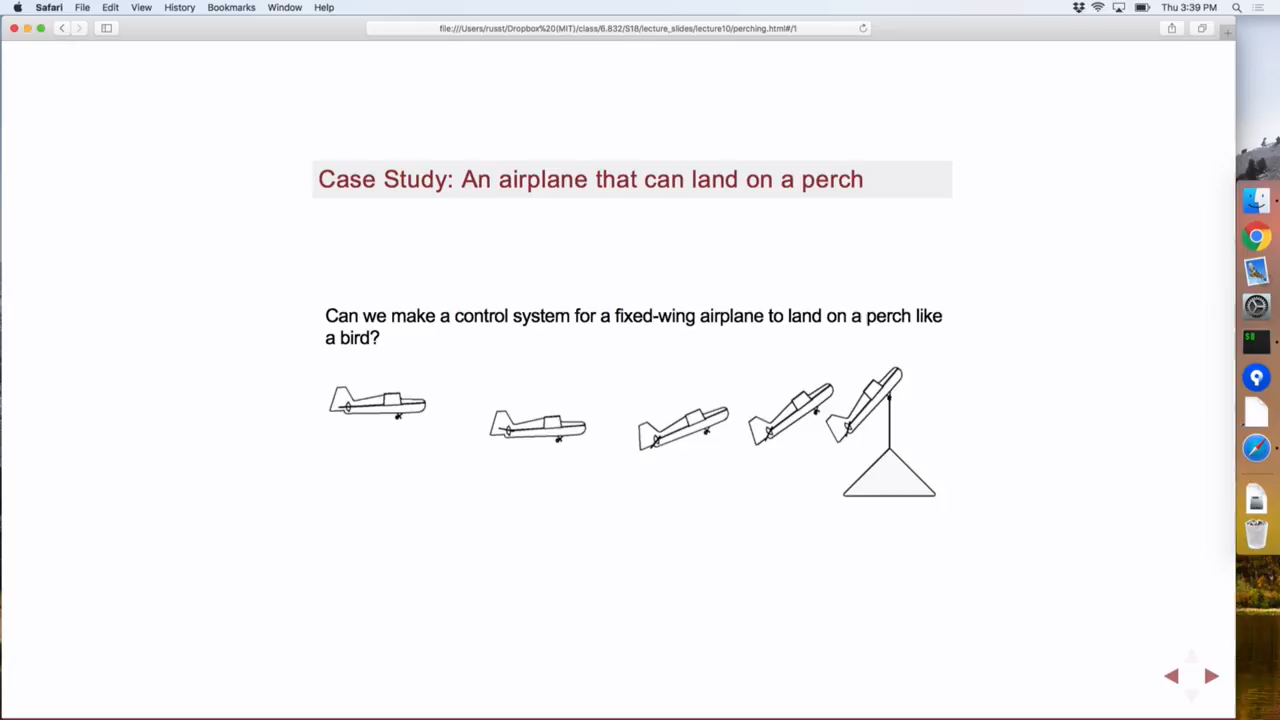 Safari File Edit View History Bookmarks Window Help Thu 3:39 PM
file:///Users/russt/Dropbox%20(MIT)/class/6.832/S18/lecture_slides/lecture10/perching.html#/1
Case Study: An airplane that can land on a perch
Can we make a control system for a fixed-wing airplane to land on a perch like
a bird?